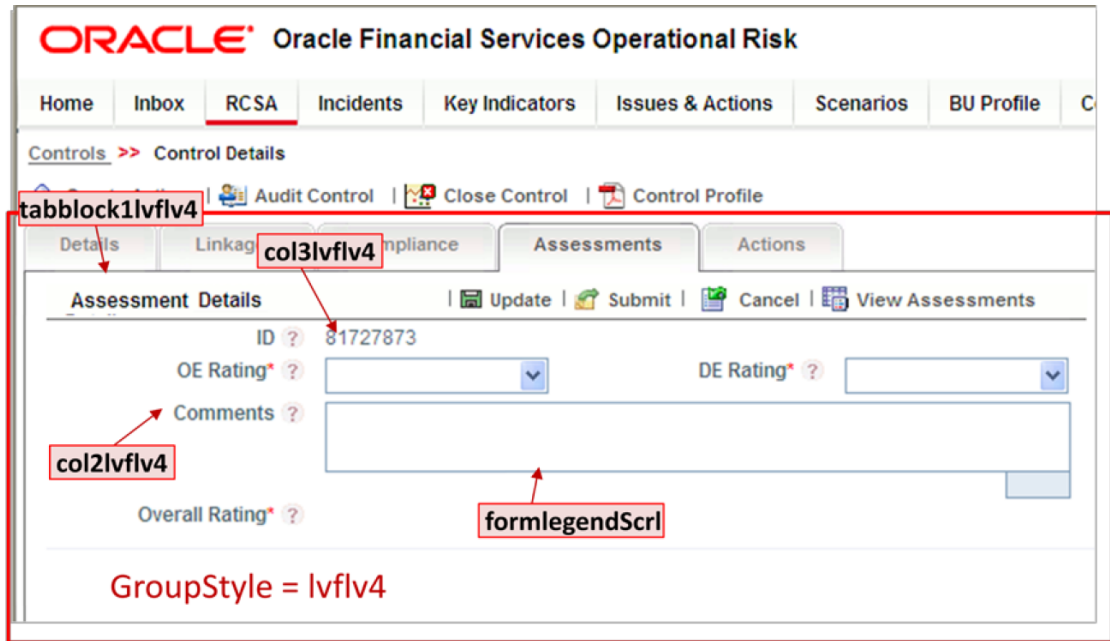 ORACLE Oracle Financial Services Operational Risk
Home Inbox RCSA Incidents Key Indicators Issues & Actions Scenarios BU Profile
Controls >> Control Details
Audit Control | Close Control | Control Profile
tabblock1lvflv4
Details Assessments Actions
col3lvflv4
Assessment Details | Update | Submit | Cancel | View Assessments
ID ? 81727873
OE Rating* ? DE Rating* ?
Comments ?
col2lvflv4
formlegendScrl
Overall Rating* ?
GroupStyle = lvflv4